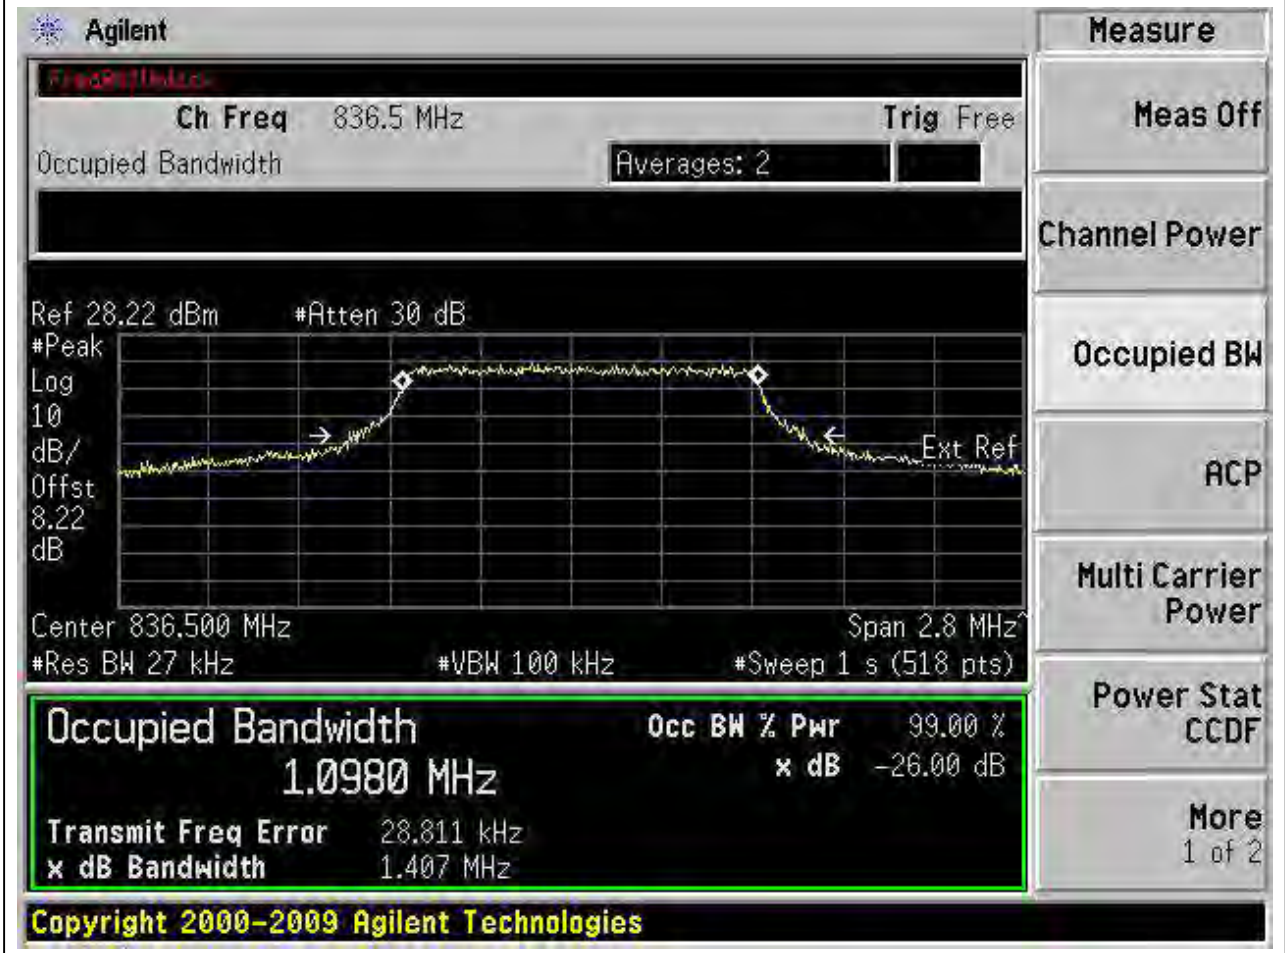 Agilent
Measure
Ch Freq 836.5 MHz Trig Free
Occupied Bandwidth Averages: 2
Ref 28.22 dBm #Atten 30 dB
#Peak
Log
10
dB/
Offst
8.22
dB
Ext Ref
Center 836.500 MHz Span 2.8 MHz^
#Res BW 27 kHz #VBW 100 kHz #Sweep 1 s (518 pts)
Occupied Bandwidth Occ BW % Pwr 99.00 %
1.0980 MHz x dB -26.00 dB
Transmit Freq Error 28.811 kHz
x dB Bandwidth 1.407 MHz
Copyright 2000-2009 Agilent Technologies
Meas Off
Channel Power
Occupied BW
ACP
Multi Carrier
Power
Power Stat
CCDF
More
1 of 2